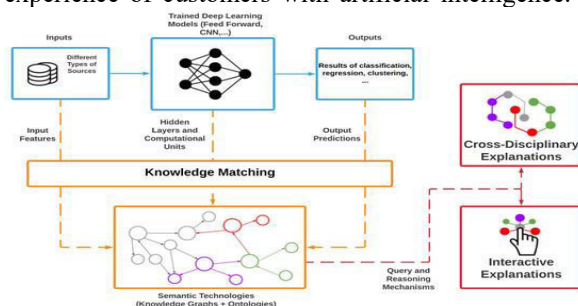 experience of customers with artificial intelligence.
Trained Deep Learning
Models (Feed Forward,
CNN,...)
Inputs
Outputs
Different
Types of
Sources
Results of classification,
regression, clustering,
...
Input
Features
Hidden
Layers and
Computational
Units
Output
Predictions
Knowledge Matching
Cross-Disciplinary
Explanations
Interactive
Explanations
Query and
Reasoning
Mechanisms
Semantic Technologies
(Knowledge Graphs + Ontologies)